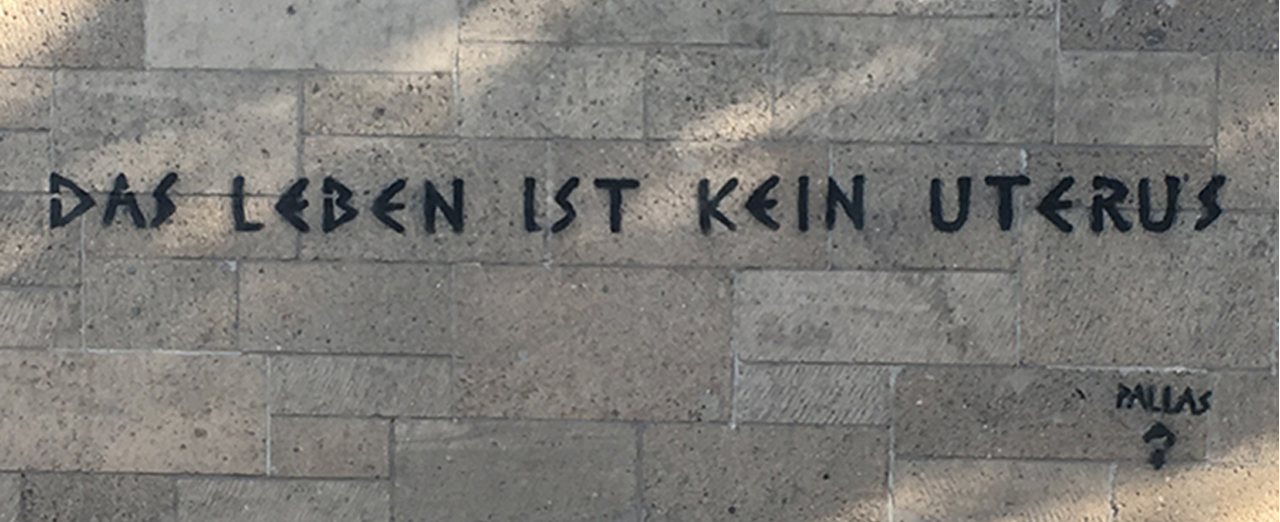 DAS LEBEN IST KEIN UTERUS
PALLAS
?